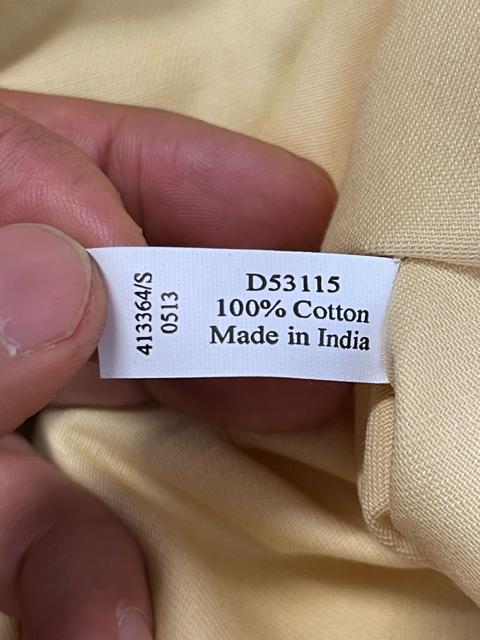 413364/S
0513
D53115
100% Cotton
Made in India